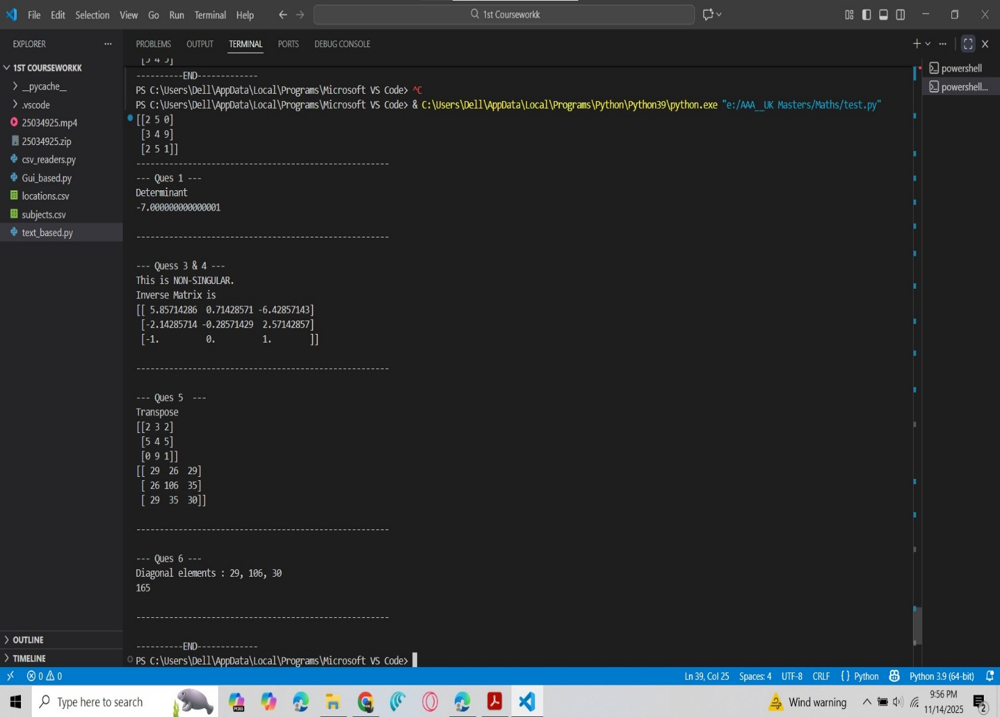 File Edit Selection View Go Run Terminal Help
1st Courseworkk
EXPLORER
PROBLEMS OUTPUT TERMINAL PORTS DEBUG CONSOLE
1ST COURSEWORKK
__pycache__
.vscode
25034925.mp4
25034925.zip
csv_readers.py
Gui_based.py
locations.csv
subjects.csv
text_based.py
OUTLINE
TIMELINE
[5 4 5]
----------END-------------
PS C:\Users\Dell\AppData\Local\Programs\Microsoft VS Code> ^C
PS C:\Users\Dell\AppData\Local\Programs\Microsoft VS Code> & C:\Users\Dell\AppData\Local\Programs\Python\Python39\python.exe "e:/AAA__UK Masters/Maths/test.py"
[[2 5 0]
[3 4 9]
[2 5 1]]
------------------------------------------------------
--- Ques 1 ---
Determinant
-7.000000000000001
------------------------------------------------------
--- Quess 3 & 4 ---
This is NON-SINGULAR.
Inverse Matrix is
[[ 5.85714286 0.71428571 -6.42857143]
[-2.14285714 -0.28571429 2.57142857]
[-1. 0. 1. ]]
------------------------------------------------------
--- Ques 5 ---
Transpose
[[2 3 2]
[5 4 5]
[0 9 1]]
[[ 29 26 29]
[ 26 106 35]
[ 29 35 30]]
------------------------------------------------------
--- Ques 6 ---
Diagonal elements : 29, 106, 30
165
------------------------------------------------------
----------END-------------
PS C:\Users\Dell\AppData\Local\Programs\Microsoft VS Code>
powershell
powershell...
0 0
Ln 39, Col 25 Spaces: 4 UTF-8 CRLF { } Python Python 3.9 (64-bit)
Type here to search
M365
Wind warning
9:56 PM
11/14/2025
2